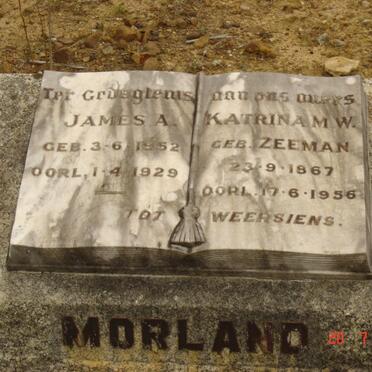 Ter Gedagtenis aan ons ouers
JAMES A.
GEB. 3-6-1852
OORL. 1-4-1929
KATRINA M W.
GEB. ZEEMAN
23-9-1867
OORL. 17-6-1956
TOT WEERSIENS.
MORLAND